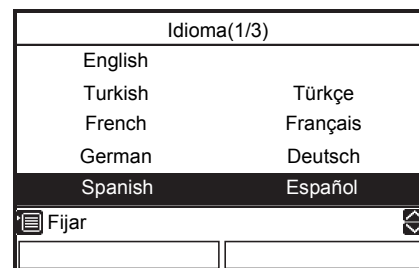 Idioma(1/3)
English
Turkish Türkçe
French Français
German Deutsch
Spanish Español
Fijar